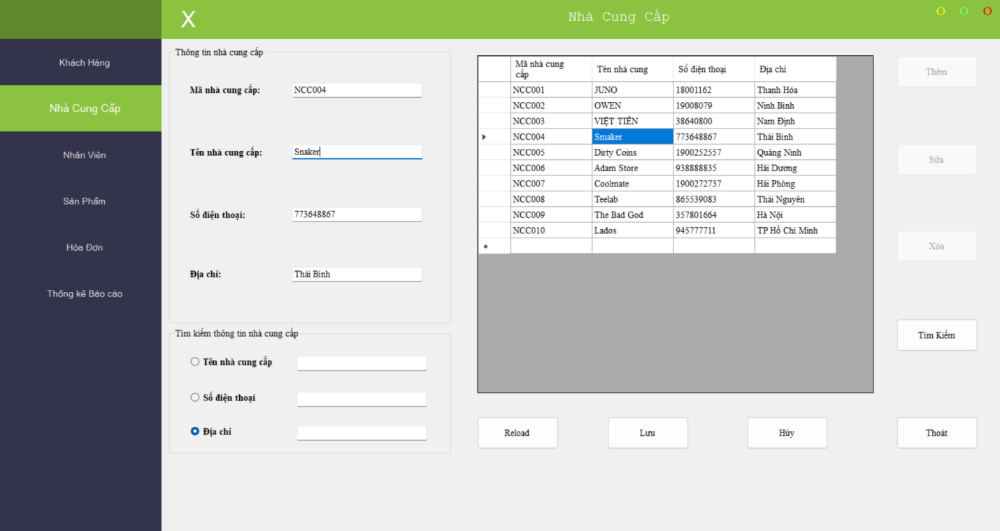 X
Nhà Cung Cấp
O O O
Khách Hàng
Nhà Cung Cấp
Nhân Viên
Sản Phẩm
Hóa Đơn
Thống kê Báo cáo
Thông tin nhà cung cấp
Mã nhà cung cấp: NCC004
Tên nhà cung cấp: Snaker
Số điện thoại: 773648867
Địa chỉ: Thái Bình
Tìm kiếm thông tin nhà cung cấp
Tên nhà cung cấp
Số điện thoại
Địa chỉ
Mã nhà cung
cấp
Tên nhà cung Số điện thoại Địa chỉ
NCC001 JUNO 18001162 Thanh Hóa
NCC002 OWEN 19008079 Ninh Bình
NCC003 VIỆT TIẾN 38640800 Nam Định
NCC004 Smaker 773648867 Thái Bình
NCC005 Dirty Coins 1900252557 Quảng Ninh
NCC006 Adam Store 938888835 Hải Dương
NCC007 Coolmate 1900272737 Hải Phòng
NCC008 Teelab 865539083 Thái Nguyên
NCC009 The Bad God 357801664 Hà Nội
NCC010 Lados 945777711 TP Hồ Chí Minh
Thêm
Sửa
Xóa
Tìm Kiếm
Reload Lưu Hủy Thoát